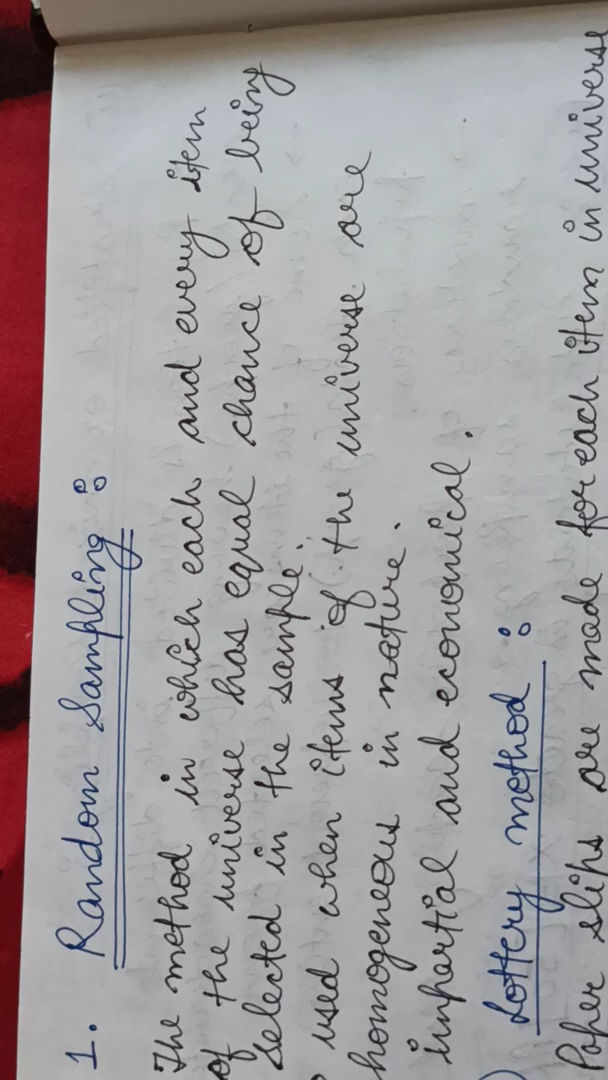 1. Random Sampling :
The method in which each and every item
of the universe has equal chance of being
selected in the sample.
used when items of the universe are
homogeneous in nature.
impartial and economical.
) Lottery method :
Paper slips are made for each item in universe